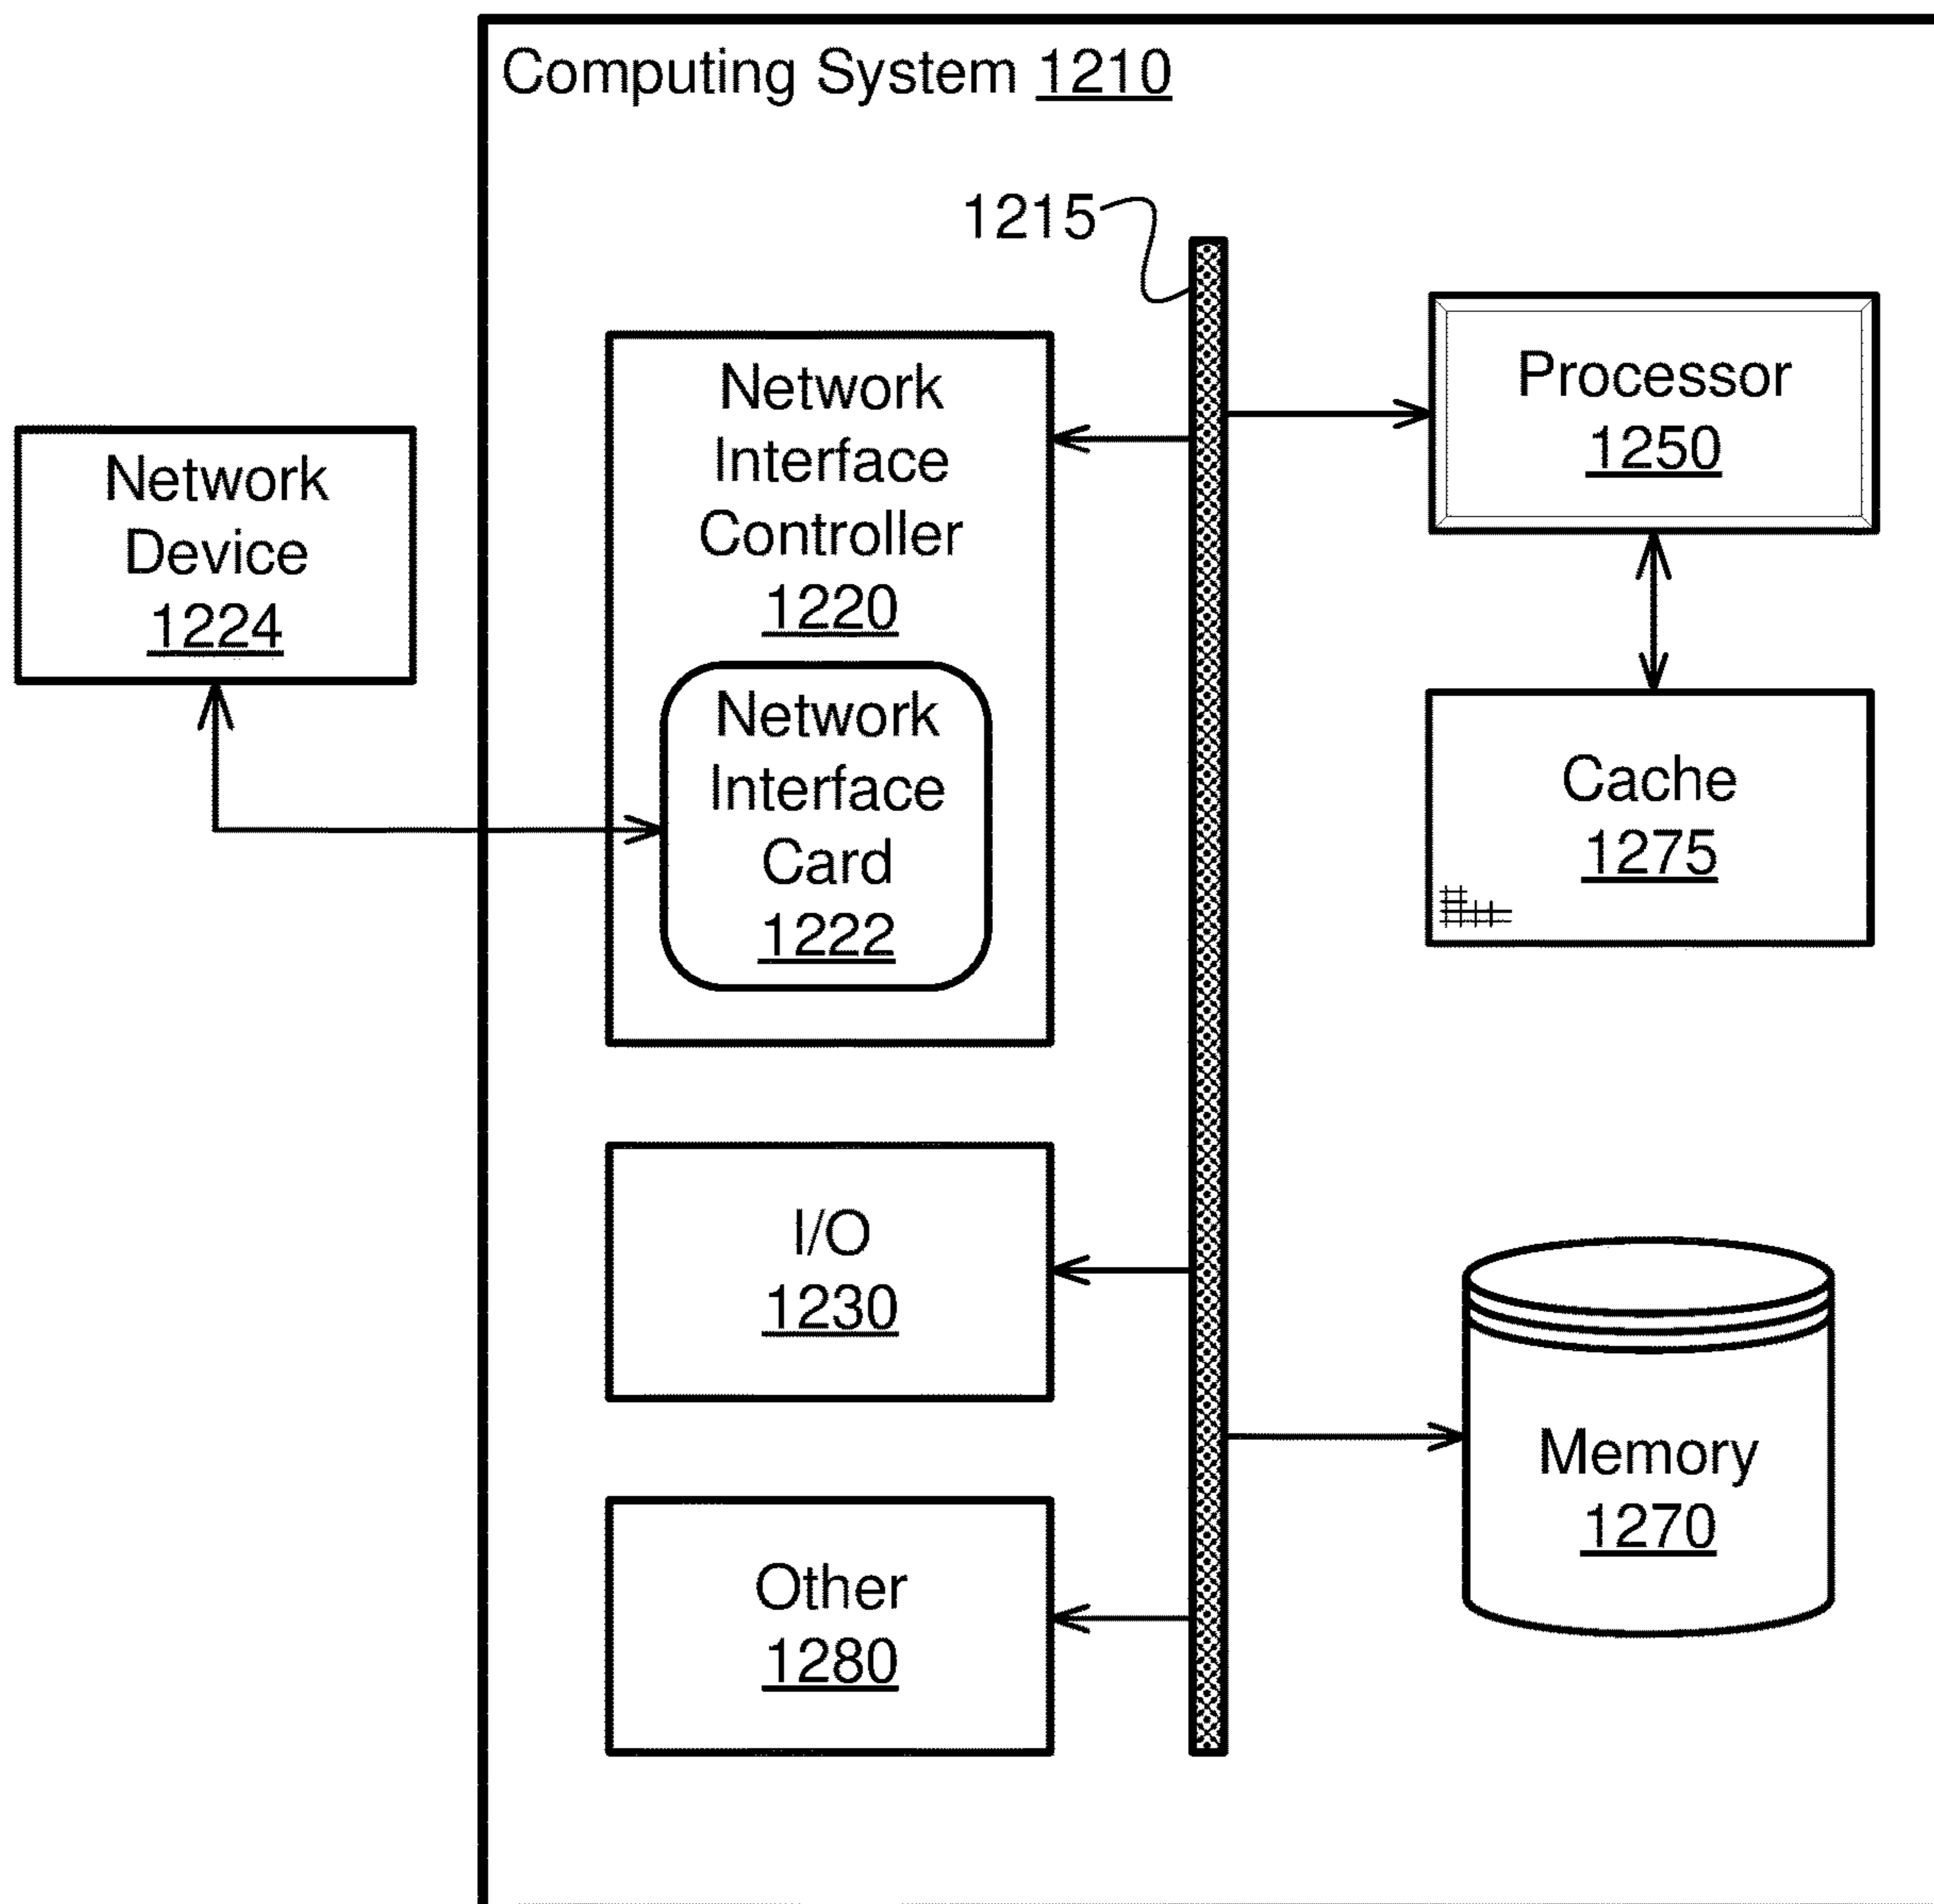 Computing System 1210
1215
Network
Interface
Controller
1220
Network
Interface
Card
1222
Network
Device
1224
Processor
1250
Cache
1275
I/O
1230
Memory
1270
Other
1280